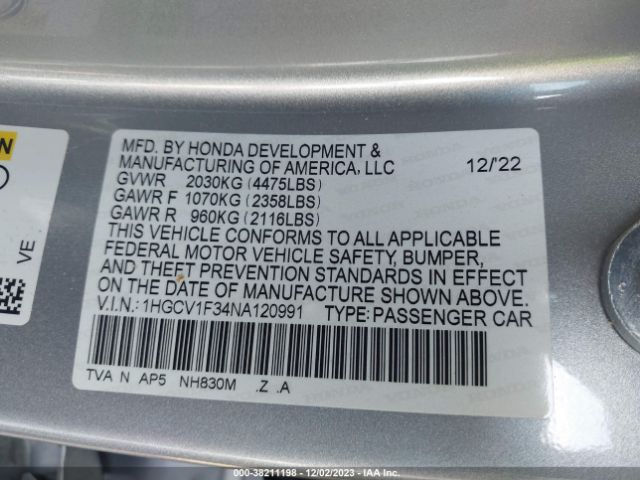 N
VE
MFD. BY HONDA DEVELOPMENT &
MANUFACTURING OF AMERICA, LLC 12/'22
GVWR 2030KG (4475LBS)
GAWR F 1070KG (2358LBS)
GAWR R 960KG (2116LBS)
THIS VEHICLE CONFORMS TO ALL APPLICABLE
FEDERAL MOTOR VEHICLE SAFETY, BUMPER,
AND THEFT PREVENTION STANDARDS IN EFFECT
ON THE DATE OF MANUFACTURE SHOWN ABOVE.
V.I.N.: 1HGCV1F34NA120991 TYPE: PASSENGER CAR
TVA N AP5 NH830M .Z .A
000-38211198 - 12/02/2023 - IAAI.COM